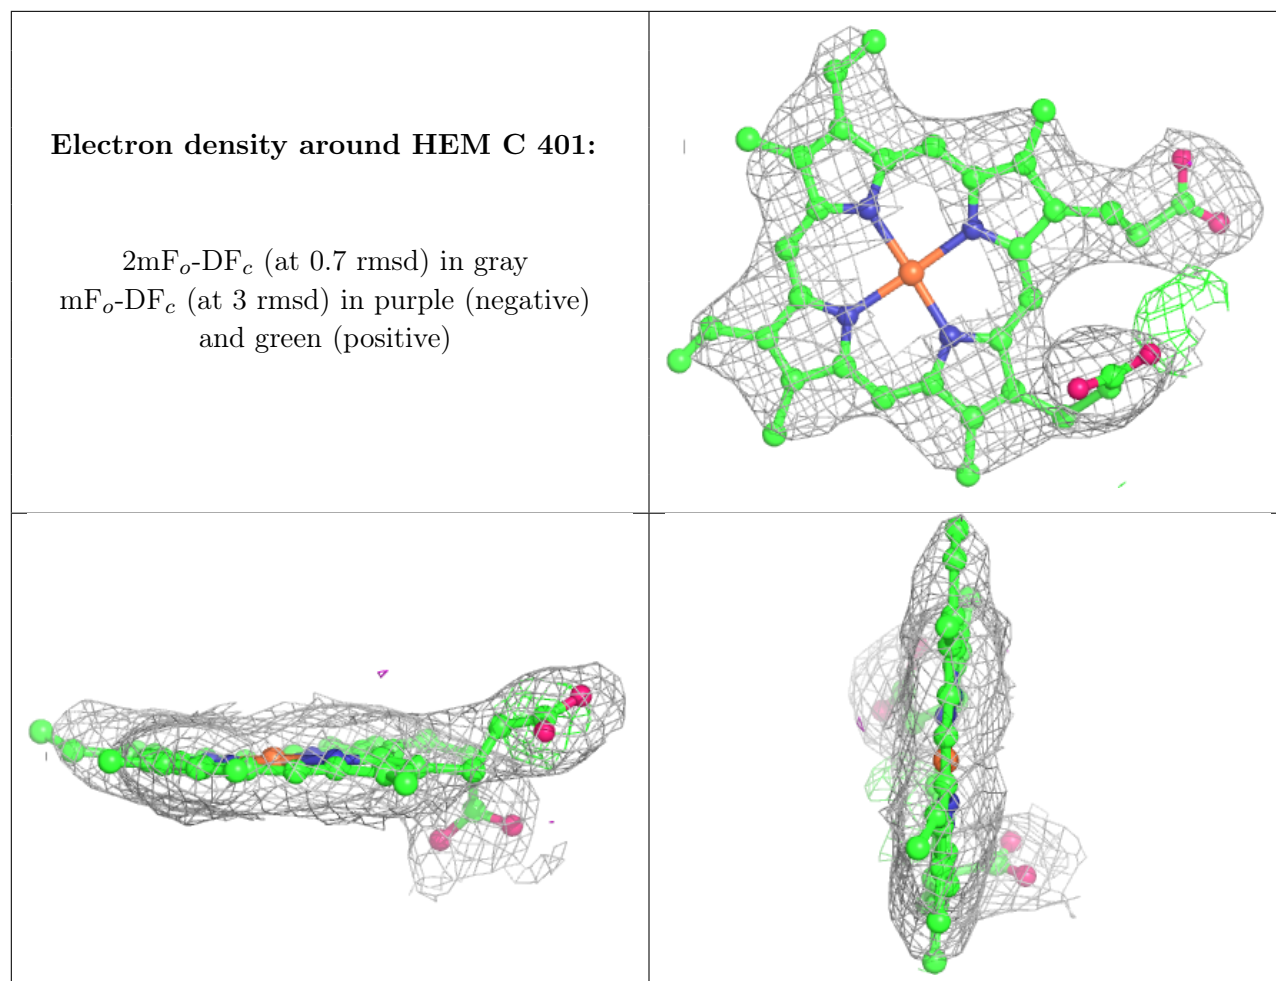 Electron density around HEM C 401:
2mFo-DFc (at 0.7 rmsd) in gray
mFo-DFc (at 3 rmsd) in purple (negative)
and green (positive)